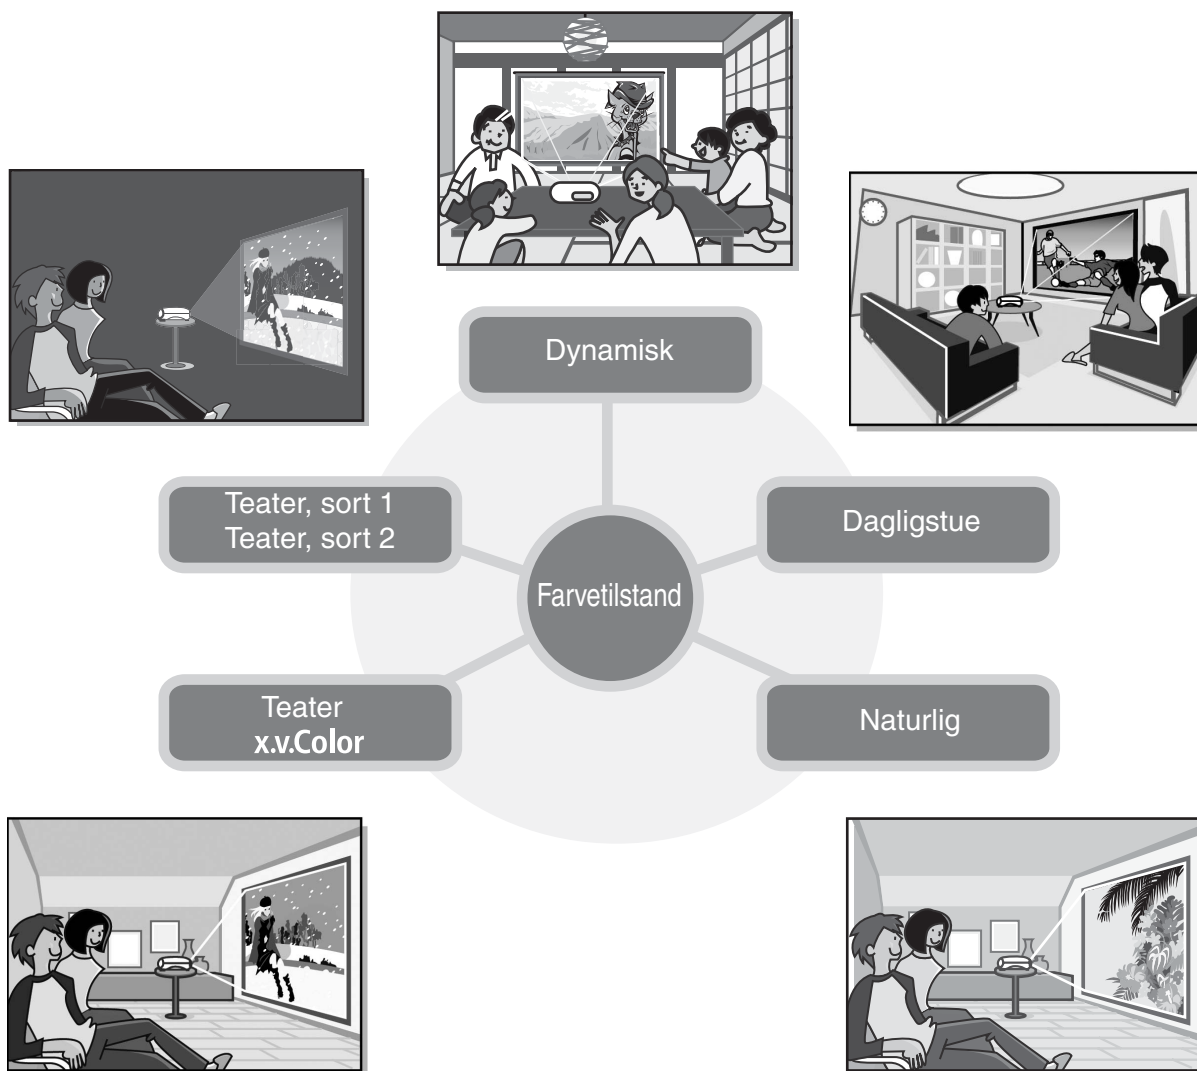 Dynamisk
Teater, sort 1
Teater, sort 2
Dagligstue
Farvetilstand
Teater
x.v.Color
Naturlig